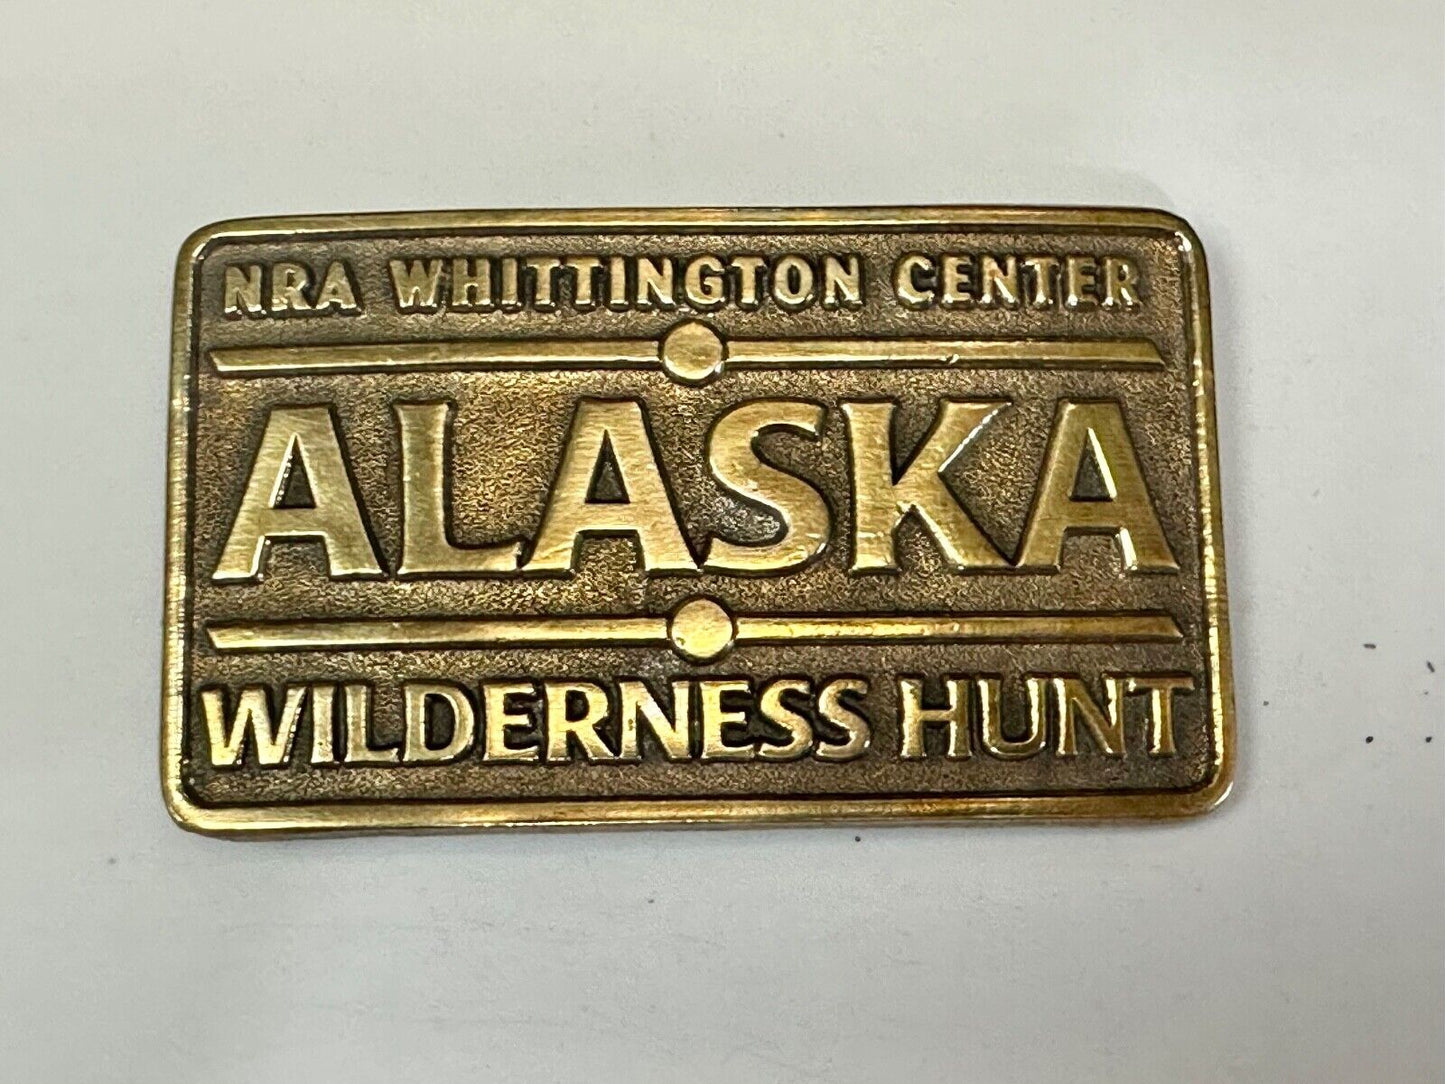 NRA WHITTINGTON CENTER
ALASKA
WILDERNESS HUNT